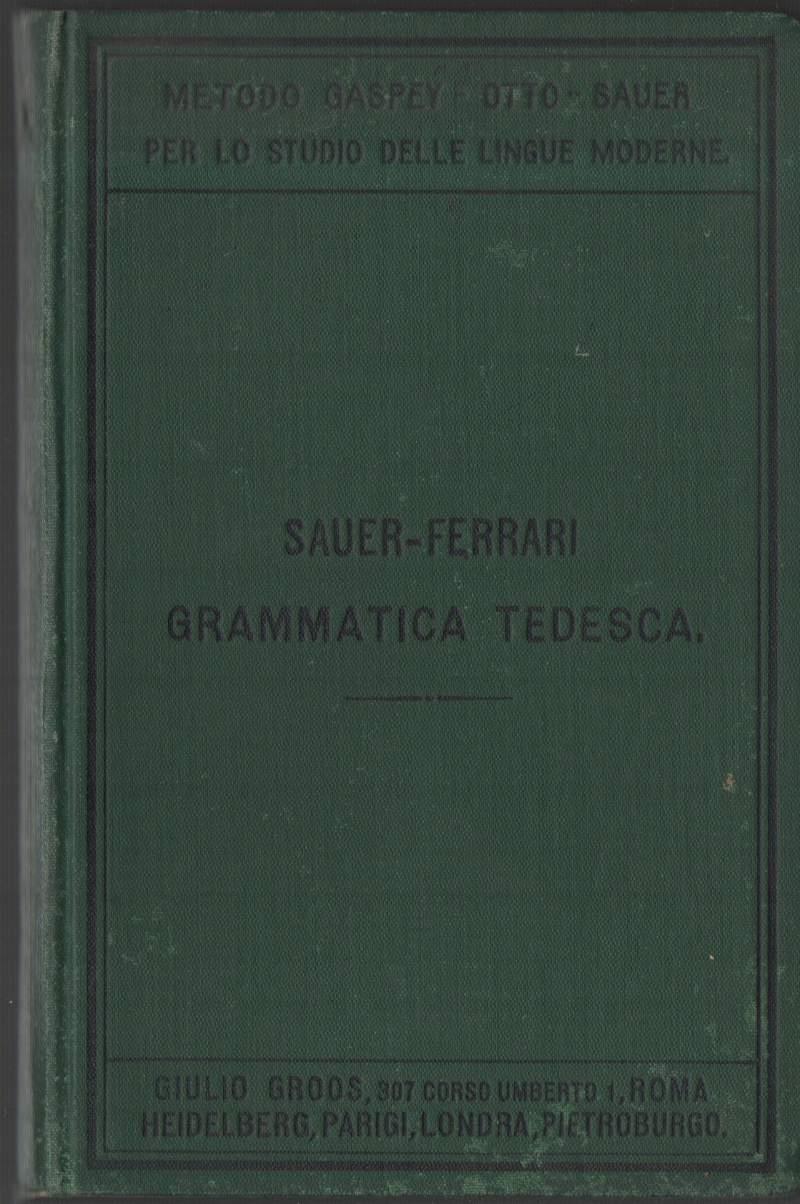 METODO GASPEY - OTTO - SAUER
PER LO STUDIO DELLE LINGUE MODERNE.
SAUER-FERRARI
GRAMMATICA TEDESCA.
GIULIO GROOS, 307 CORSO UMBERTO 1, ROMA
HEIDELBERG, PARIGI, LONDRA, PIETROBURGO.